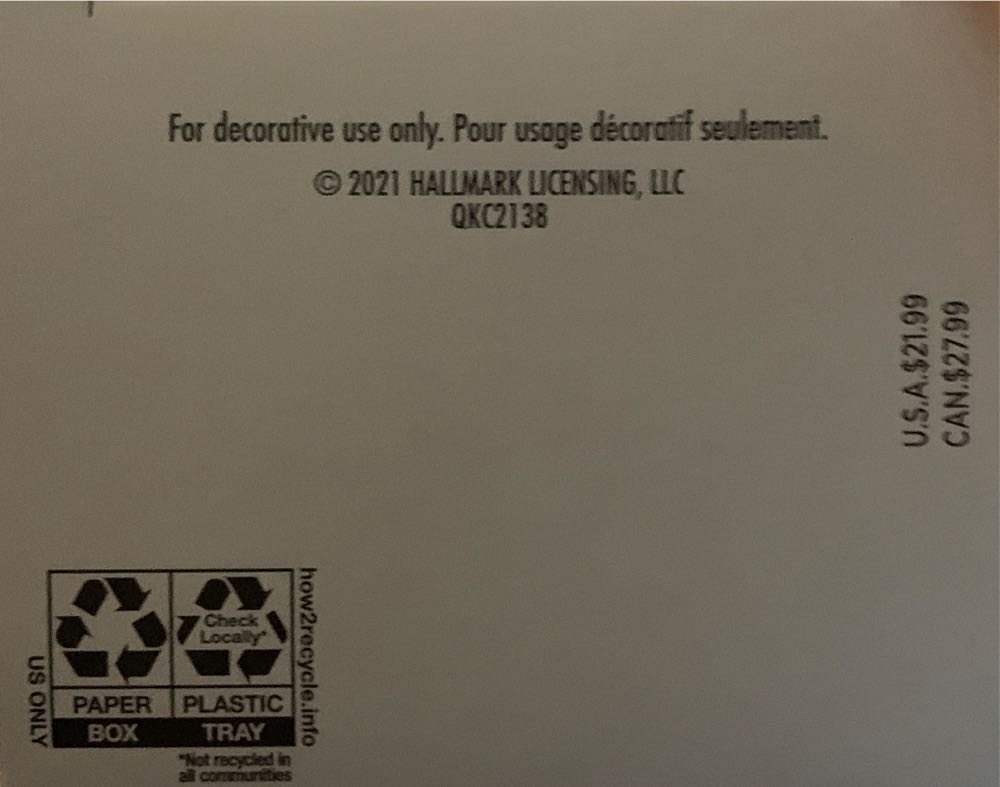 For decorative use only. Pour usage décoratif seulement.
© 2021 HALLMARK LICENSING, LLC
QKC2138
U.S.A.$21.99
CAN.$27.99
US ONLY
Check
Locally*
PAPER
PLASTIC
BOX
TRAY
how2recycle.info
*Not recycled in
all communities